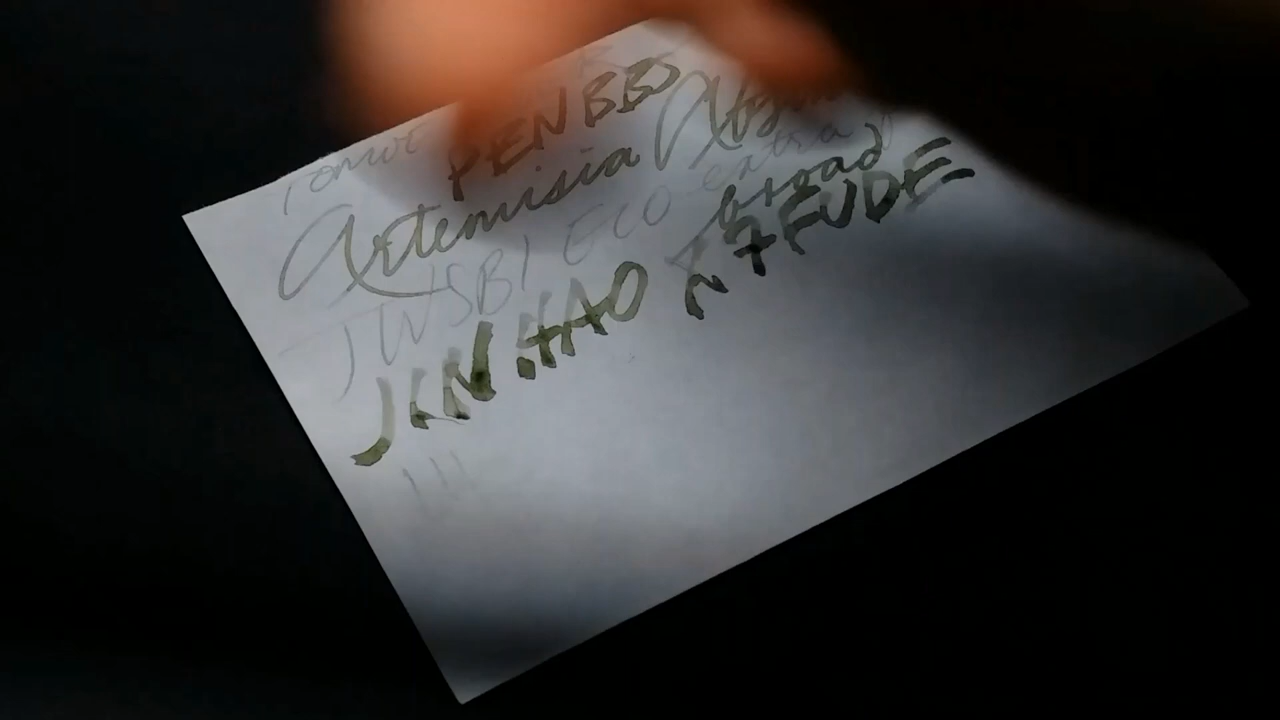 PENBBS
Artemisia
TWSBI ECO extra
broad
JINHAO FUDE